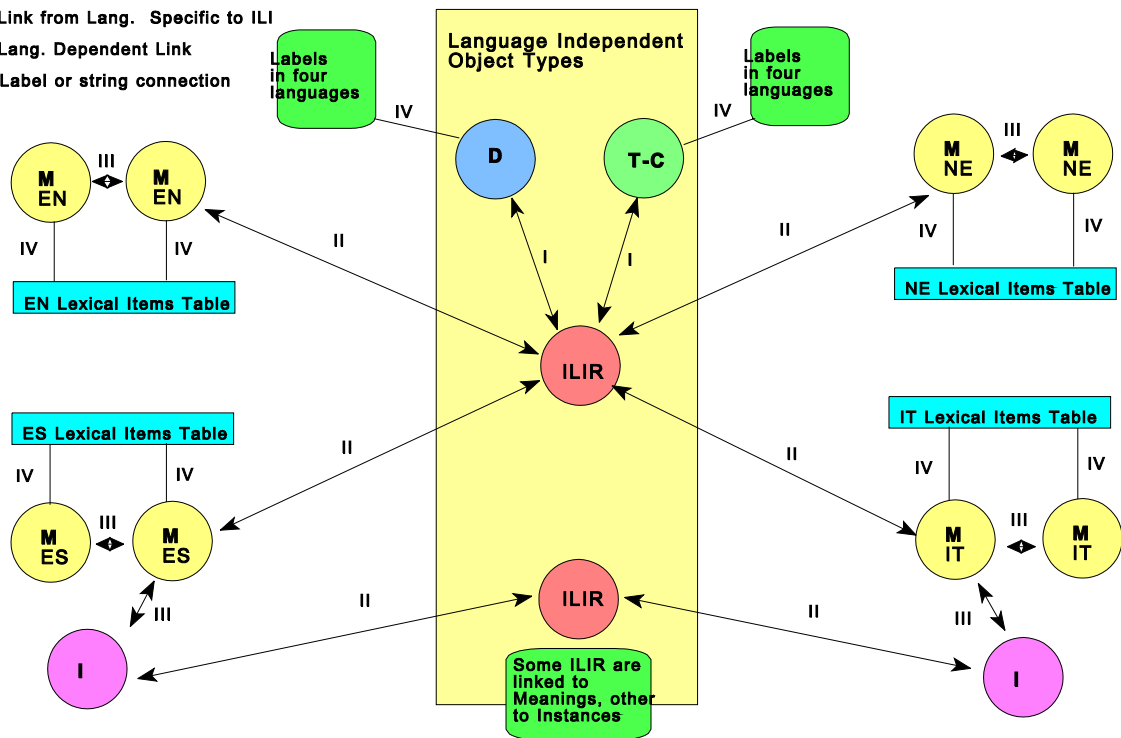 Link from Lang. Specific to ILI
Lang. Dependent Link
Label or string connection
Labels
in four
languages
Language Independent
Object Types
Labels
in four
languages
IV
IV
D
T-C
III
M
EN
M
EN
III
M
NE
M
NE
IV
IV
II
I
I
II
IV
IV
EN Lexical Items Table
NE Lexical Items Table
ILIR
ES Lexical Items Table
IT Lexical Items Table
IV
IV
II
II
IV
IV
III
M
ES
M
ES
III
M
IT
M
IT
III
II
ILIR
II
III
I
I
Some ILIR are
linked to
Meanings, other
to Instances